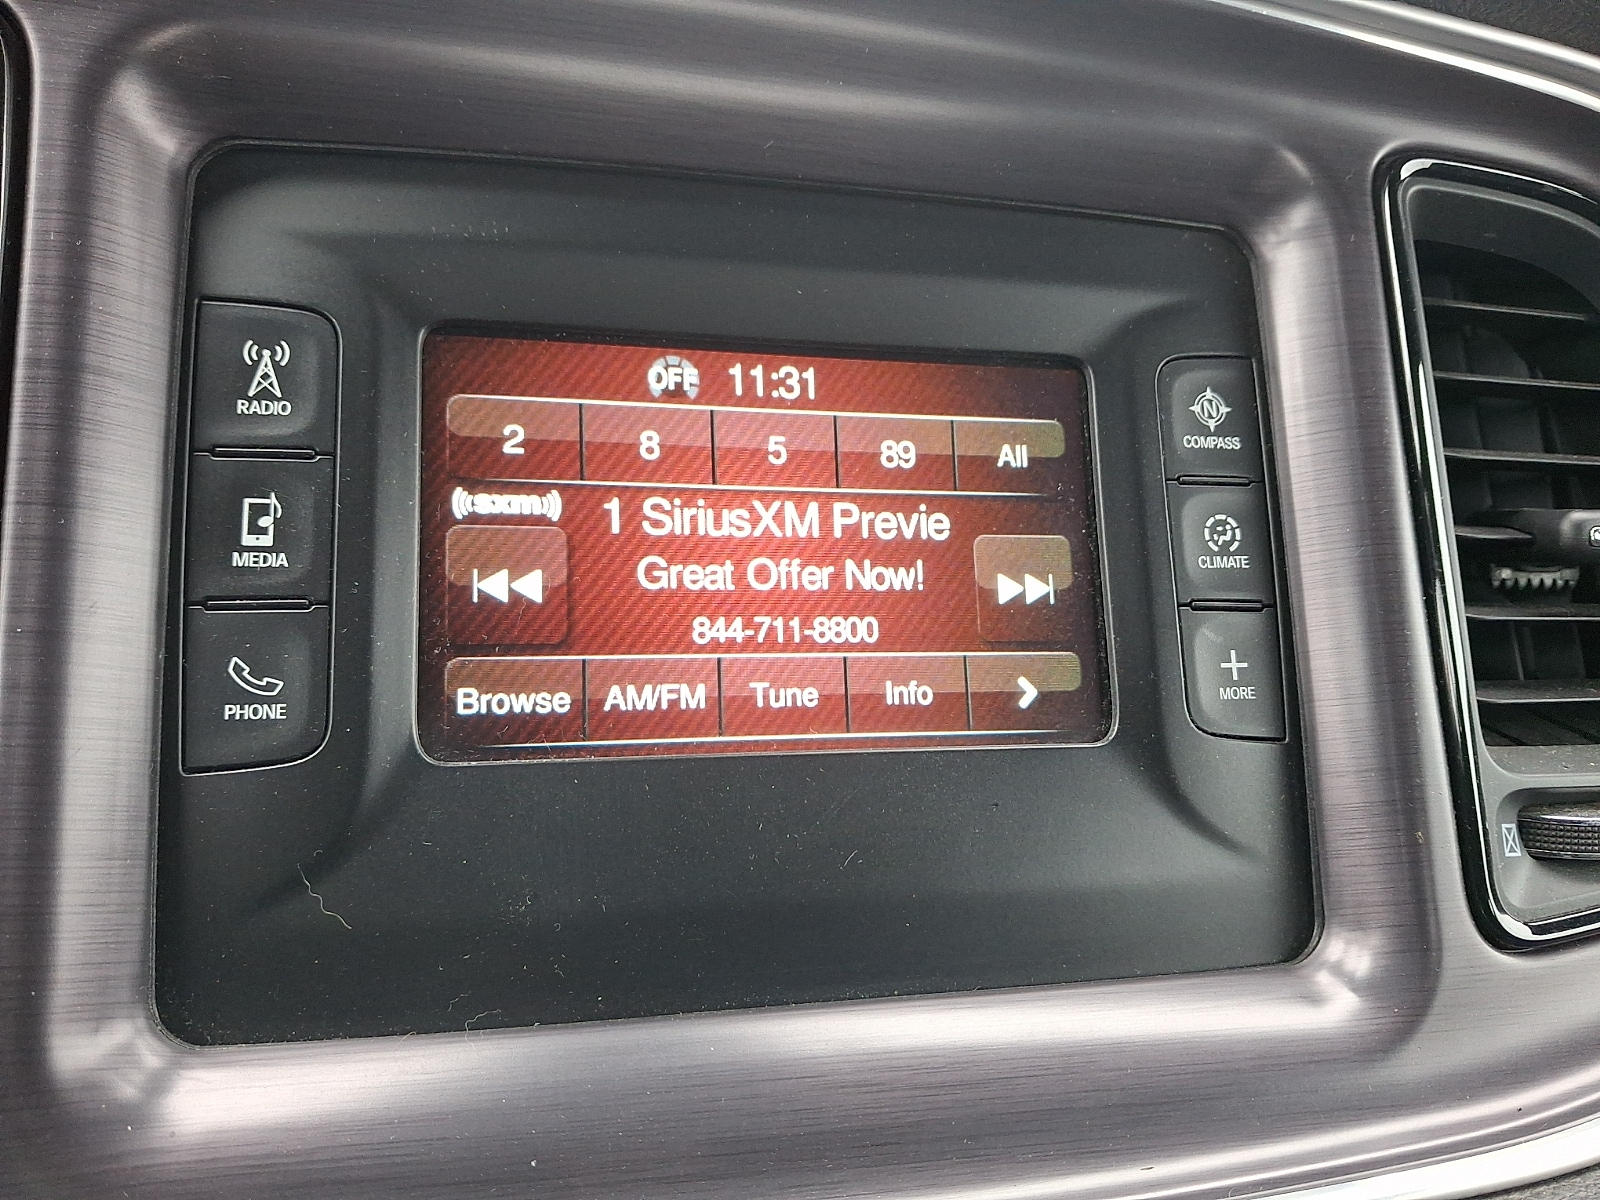 OFF 11:31
2 8 5 89 All
sxm 1 SiriusXM Previe
Great Offer Now!
844-711-8800
Browse AM/FM Tune Info
RADIO
MEDIA
PHONE
N
COMPASS
CLIMATE
MORE